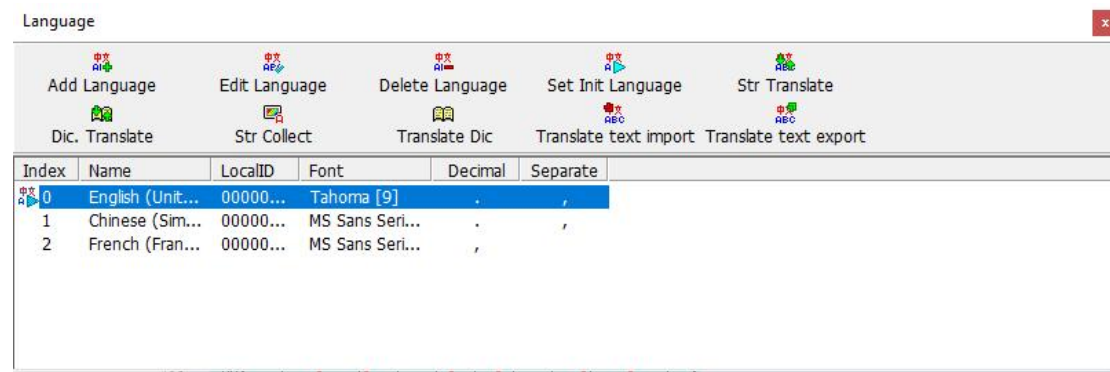 Language
x
Add Language Edit Language Delete Language Set Init Language Str Translate
Dic. Translate Str Collect Translate Dic Translate text import Translate text export
Index Name LocalID Font Decimal Separate
0 English (Unit... 00000... Tahoma [9] . ,
1 Chinese (Sim... 00000... MS Sans Seri... . ,
2 French (Fran... 00000... MS Sans Seri... ,